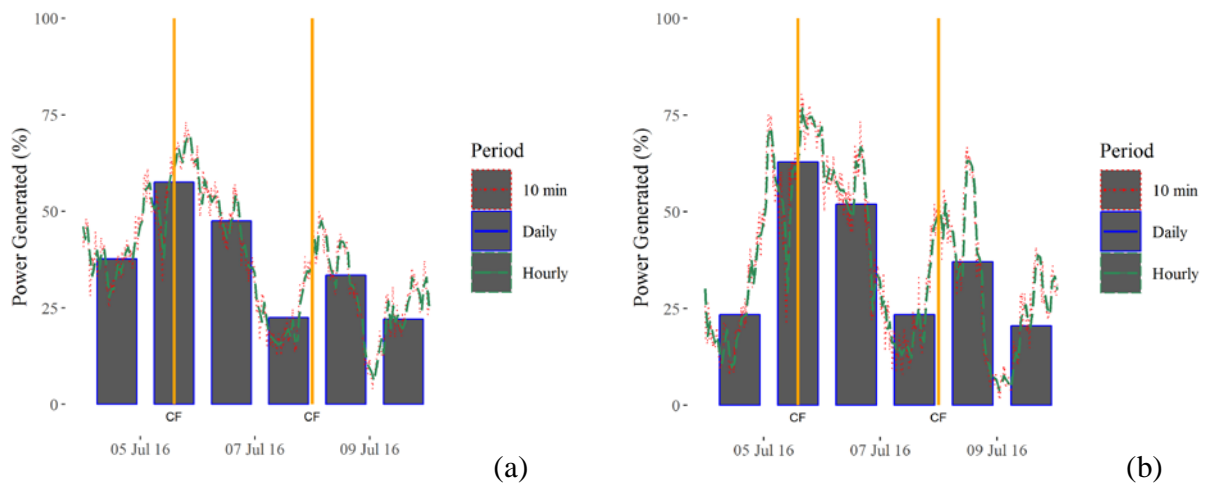 100
75
50
25
0
Power Generated (%)
CF
CF
05 Jul 16
07 Jul 16
09 Jul 16
Period
10 min
Daily
Hourly
(a)
100
75
50
25
0
Power Generated (%)
CF
CF
05 Jul 16
07 Jul 16
09 Jul 16
Period
10 min
Daily
Hourly
(b)